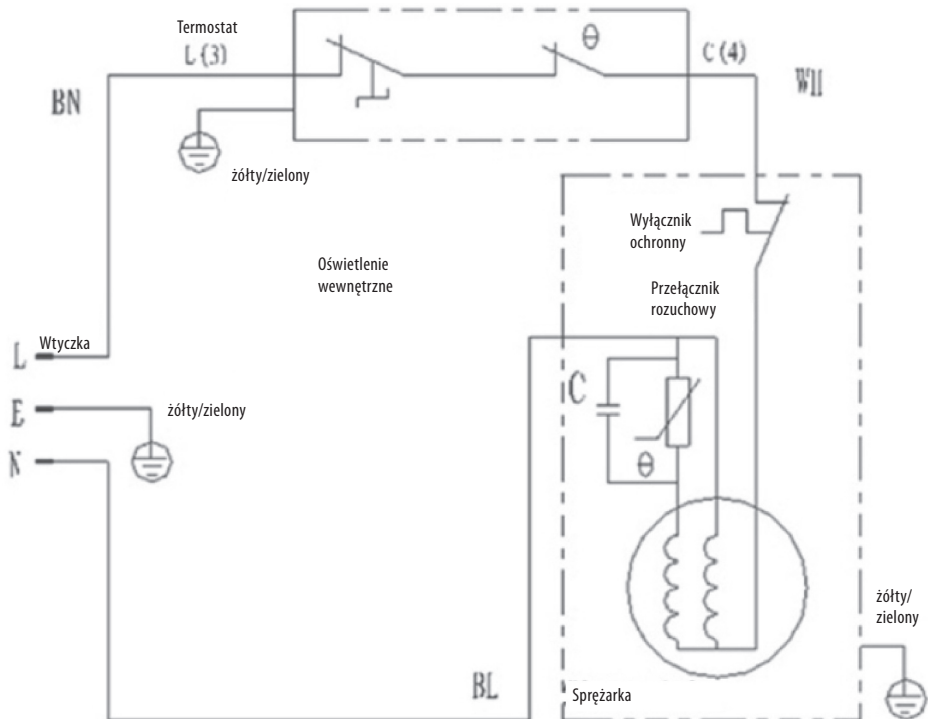 Termostat
L (3)
θ
C (4)
BN
WH
żółty/zielony
Wyłącznik
ochronny
Oświetlenie
wewnętrzne
Przełącznik
rozuchowy
Wtyczka
L
C
E
żółty/zielony
N
θ
żółty/
zielony
BL
Sprężarka